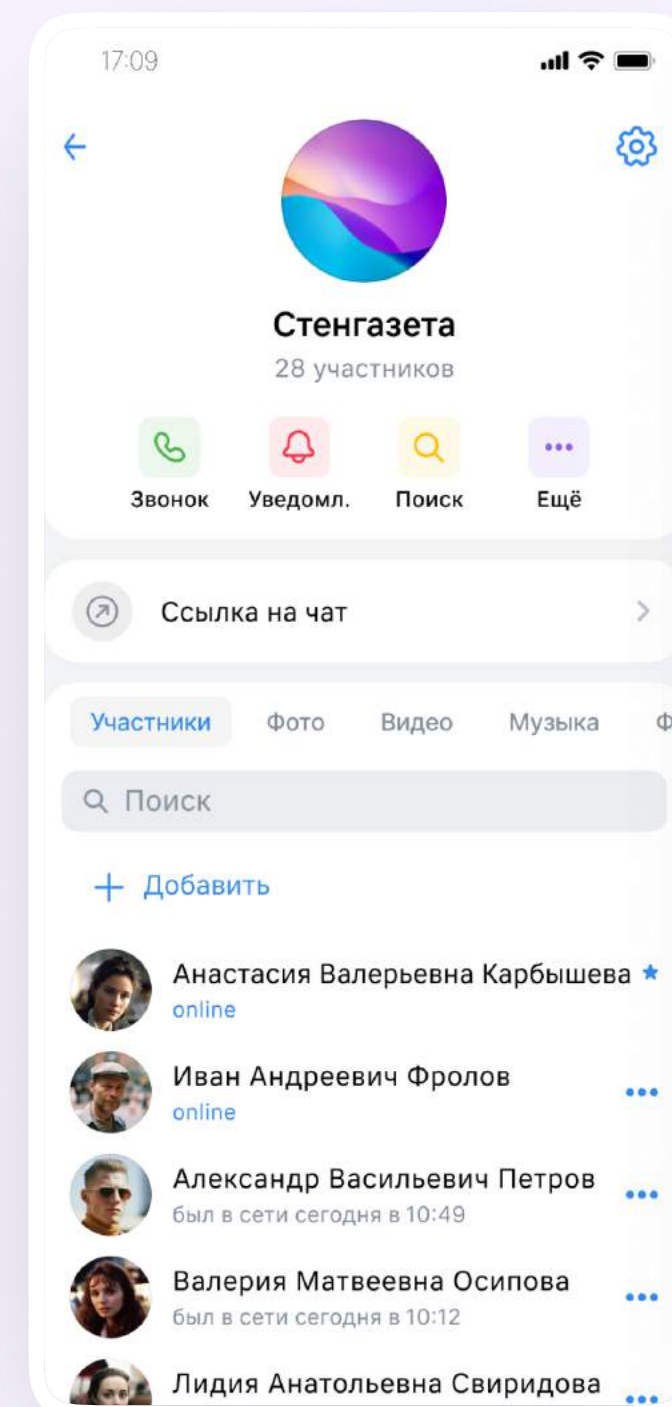 17:09
Стенгазета
28 участников
Звонок Уведомл. Поиск Ещё
Ссылка на чат
Участники Фото Видео Музыка Ф
Поиск
Добавить
Анастасия Валерьевна Карбышева
online
Иван Андреевич Фролов
online
Александр Васильевич Петров
был в сети сегодня в 10:49
Валерия Матвеевна Осипова
был в сети сегодня в 10:12
Лидия Анатольевна Свиридова